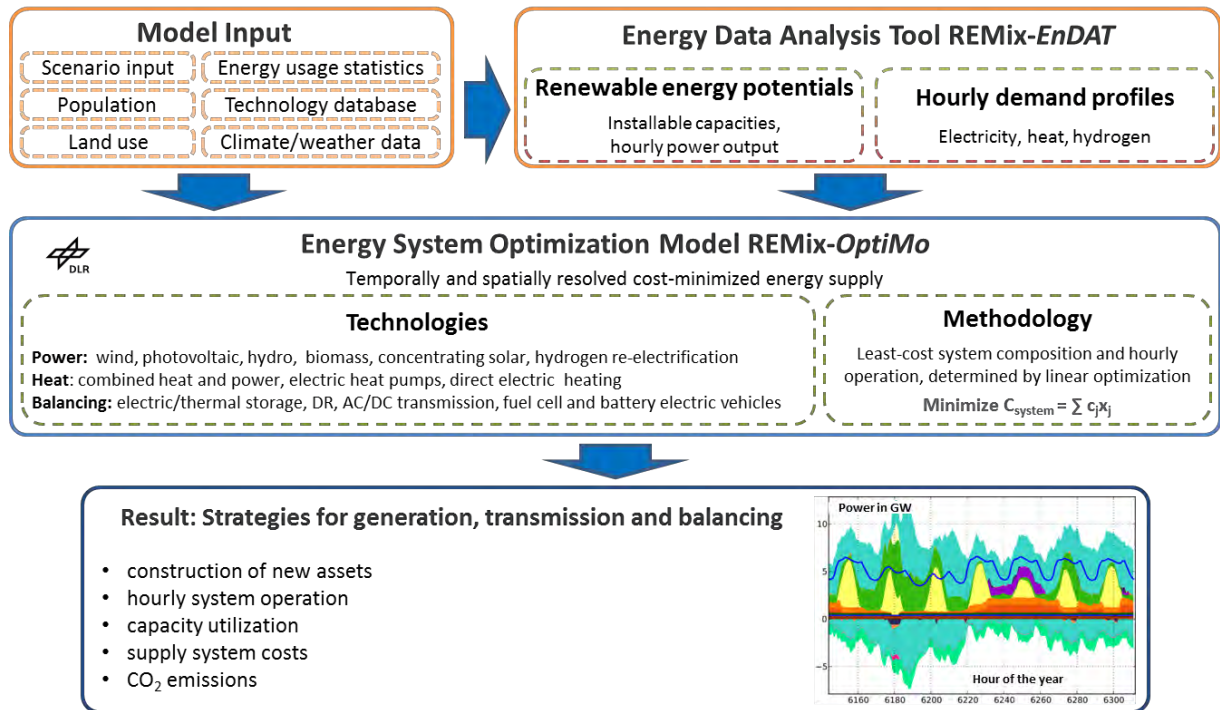 Model Input
Scenario input
Energy usage statistics
Population
Technology database
Land use
Climate/weather data
Energy Data Analysis Tool REMix-EnDAT
Renewable energy potentials
Installable capacities,
hourly power output
Hourly demand profiles
Electricity, heat, hydrogen
DLR
Energy System Optimization Model REMix-OptiMo
Temporally and spatially resolved cost-minimized energy supply
Technologies
Power: wind, photovoltaic, hydro, biomass, concentrating solar, hydrogen re-electrification
Heat: combined heat and power, electric heat pumps, direct electric heating
Balancing: electric/thermal storage, DR, AC/DC transmission, fuel cell and battery electric vehicles
Methodology
Least-cost system composition and hourly
operation, determined by linear optimization
Minimize C_system = ∑ c_j x_j
Result: Strategies for generation, transmission and balancing
• construction of new assets
• hourly system operation
• capacity utilization
• supply system costs
• CO₂ emissions
Power in GW
10
5
0
−5
Hour of the year
6160 6180 6200 6220 6240 6260 6280 6300